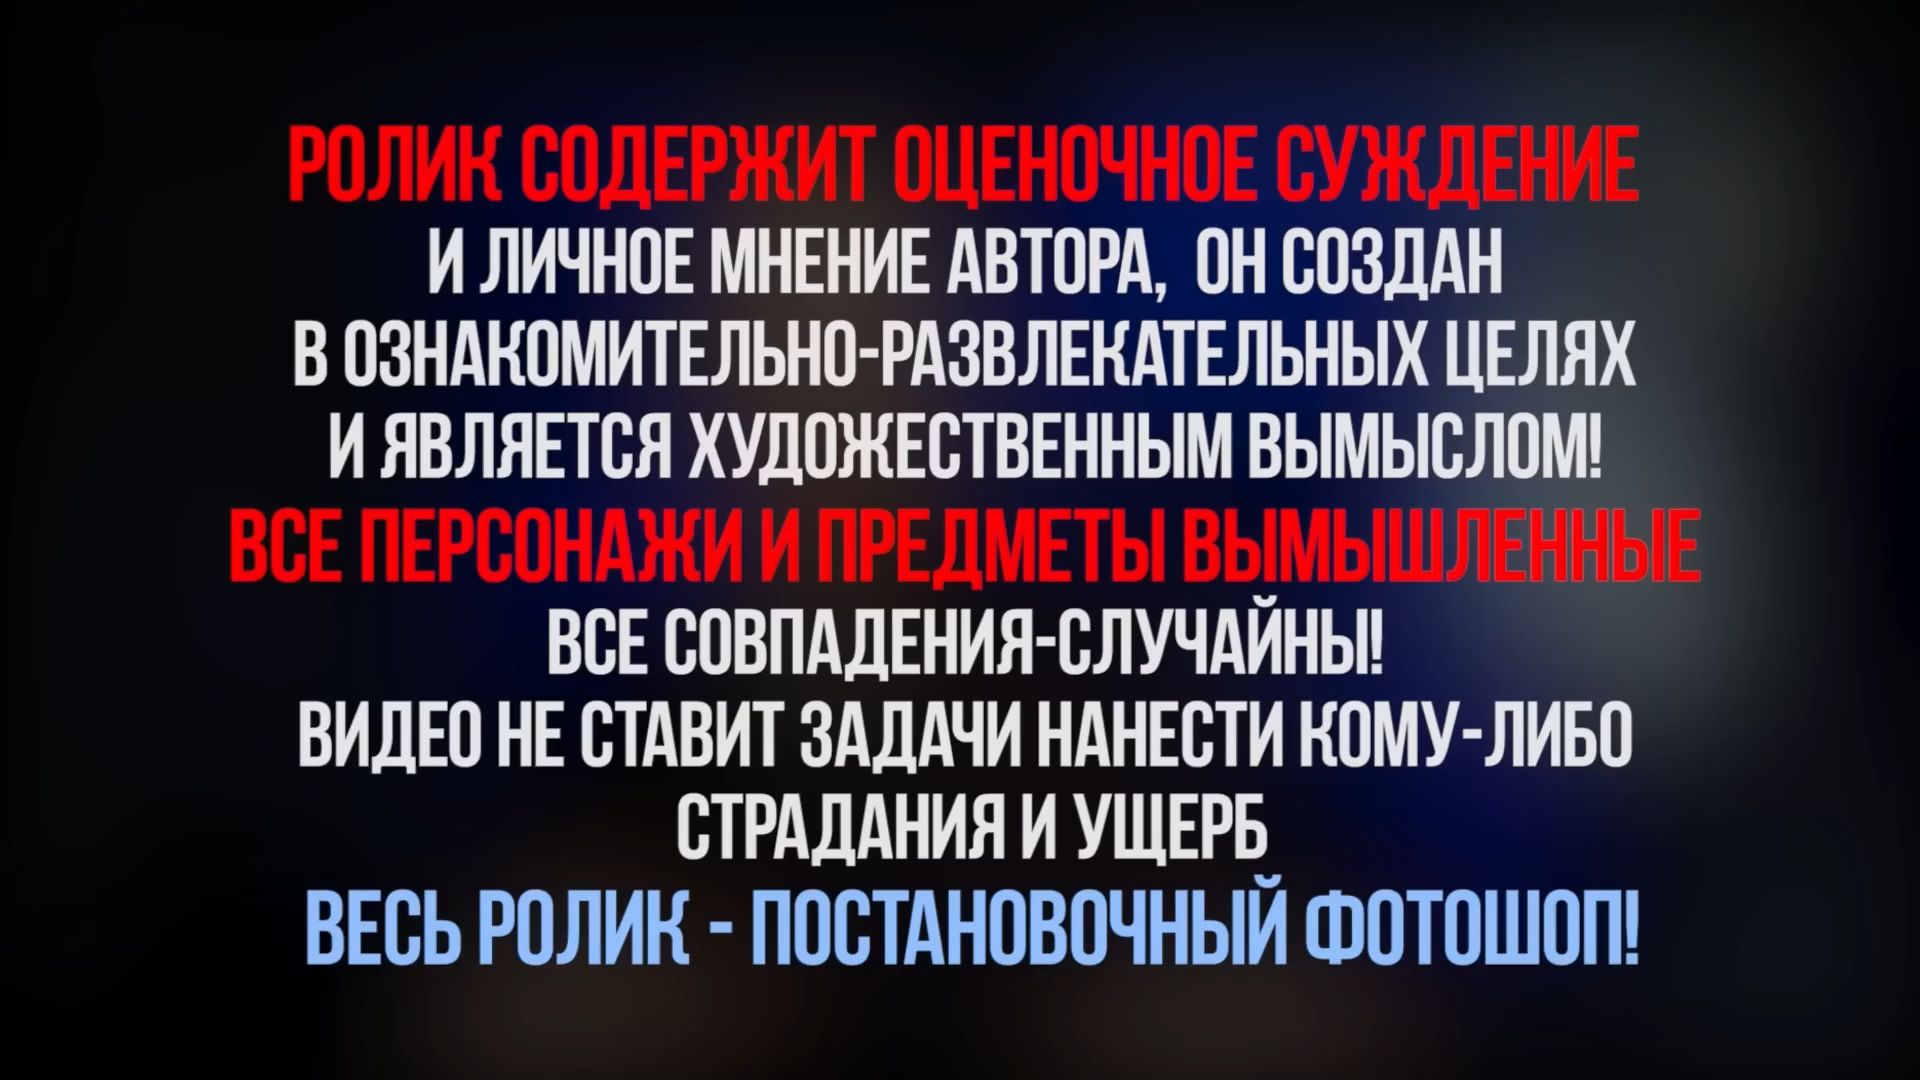 РОЛИК СОДЕРЖИТ ОЦЕНОЧНОЕ СУЖДЕНИЕ
И ЛИЧНОЕ МНЕНИЕ АВТОРА, ОН СОЗДАН
В ОЗНАКОМИТЕЛЬНО-РАЗВЛЕКАТЕЛЬНЫХ ЦЕЛЯХ
И ЯВЛЯЕТСЯ ХУДОЖЕСТВЕННЫМ ВЫМЫСЛОМ!
ВСЕ ПЕРСОНАЖИ И ПРЕДМЕТЫ ВЫМЫШЛЕННЫЕ
ВСЕ СОВПАДЕНИЯ-СЛУЧАЙНЫ!
ВИДЕО НЕ СТАВИТ ЗАДАЧИ НАНЕСТИ КОМУ-ЛИБО
СТРАДАНИЯ И УЩЕРБ
ВЕСЬ РОЛИК - ПОСТАНОВОЧНЫЙ ФОТОШОП!